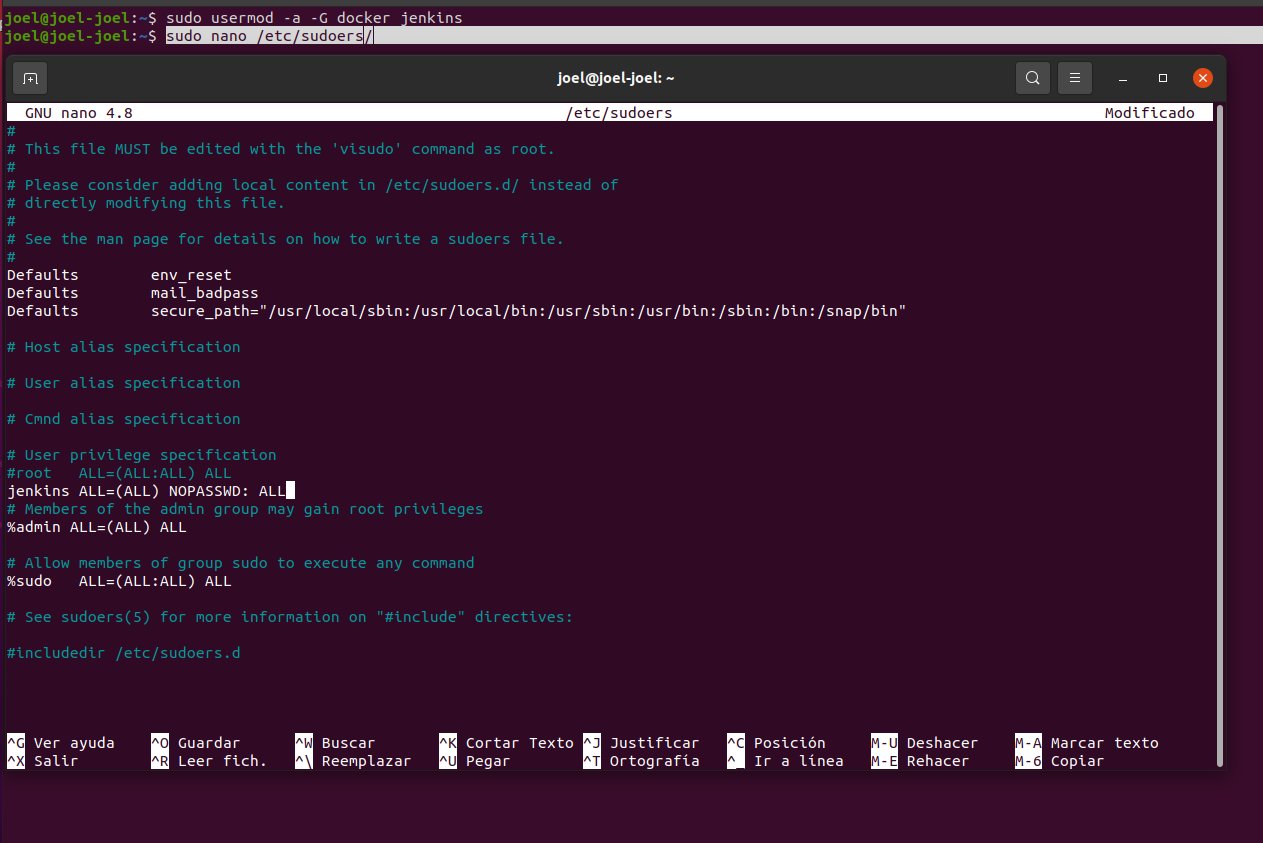 joel@joel-joel:~$ sudo usermod -a -G docker jenkins
joel@joel-joel:~$ sudo nano /etc/sudoers/
joel@joel-joel: ~
GNU nano 4.8 /etc/sudoers Modificado
#
# This file MUST be edited with the 'visudo' command as root.
#
# Please consider adding local content in /etc/sudoers.d/ instead of
# directly modifying this file.
#
# See the man page for details on how to write a sudoers file.
#
Defaults env_reset
Defaults mail_badpass
Defaults secure_path="/usr/local/sbin:/usr/local/bin:/usr/sbin:/usr/bin:/sbin:/bin:/snap/bin"
# Host alias specification
# User alias specification
# Cmnd alias specification
# User privilege specification
#root ALL=(ALL:ALL) ALL
jenkins ALL=(ALL) NOPASSWD: ALL
# Members of the admin group may gain root privileges
%admin ALL=(ALL) ALL
# Allow members of group sudo to execute any command
%sudo ALL=(ALL:ALL) ALL
# See sudoers(5) for more information on "#include" directives:
#includedir /etc/sudoers.d
^G Ver ayuda ^O Guardar ^W Buscar ^K Cortar Texto ^J Justificar ^C Posición M-U Deshacer M-A Marcar texto
^X Salir ^R Leer fich. ^\ Reemplazar ^U Pegar ^T Ortografía ^_ Ir a línea M-E Rehacer M-6 Copiar